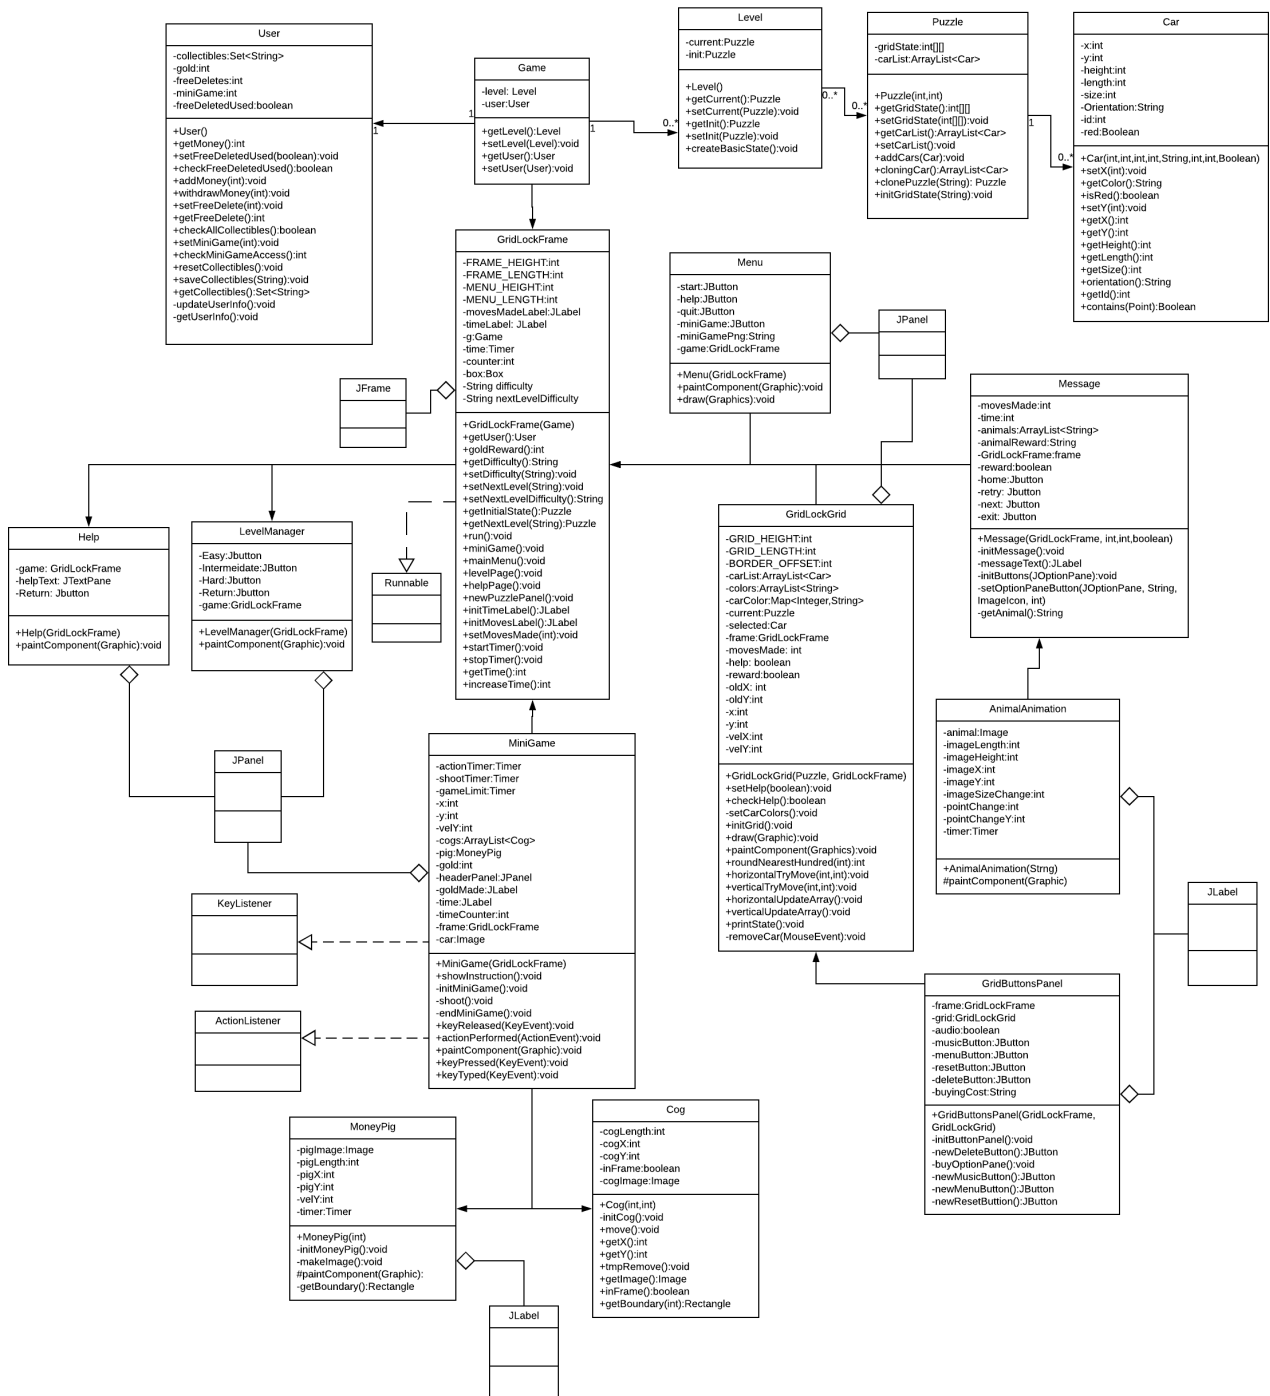 User
-collectibles:Set<String>
-gold:int
-freeDeletes:int
-miniGame:int
-freeDeletedUsed:boolean
+User()
+getMoney():int
+setFreeDeletedUsed(boolean):void
+checkFreeDeletedUsed():boolean
+addMoney(int):void
+withdrawMoney(int):void
+setFreeDelete(int):void
+getFreeDelete():int
+checkAllCollectibles():boolean
+setMiniGame(int):void
+checkMiniGameAccess():int
+resetCollectibles():void
+saveCollectibles(String):void
+getCollectibles():Set<String>
-updateUserInfo():void
-getUserInfo():void
1
1
Game
-level: Level
-user:User
+getLevel():Level
+setLevel(Level):void
+getUser():User
+setUser(User):void
1
0..*
Level
-current:Puzzle
-init:Puzzle
+Level()
+getCurrent():Puzzle
+setCurrent(Puzzle):void
+getInit():Puzzle
+setInit(Puzzle):void
+createBasicState():void
0..*
0..*
Puzzle
-gridState:int[][]
-carList:ArrayList<Car>
+Puzzle(int,int)
+getGridState():int[][]
+setGridState(int[][]):void
+getCarList():ArrayList<Car>
+setCarList():void
+addCars(Car):void
+cloningCar():ArrayList<Car>
+clonePuzzle(String): Puzzle
+initGridState(String):void
1
0..*
Car
-x:int
-y:int
-height:int
-length:int
-size:int
-Orientation:String
-id:int
-red:Boolean
+Car(int,int,int,int,String,int,int,Boolean)
+setX(int):void
+getColor():String
+isRed():boolean
+setY(int):void
+getX():int
+getY():int
+getHeight():int
+getLength():int
+getSize():int
+orientation():String
+getId():int
+contains(Point):Boolean
GridLockFrame
-FRAME_HEIGHT:int
-FRAME_LENGTH:int
-MENU_HEIGHT:int
-MENU_LENGTH:int
-movesMadeLabel:JLabel
-timeLabel: JLabel
-g:Game
-time:Timer
-counter:int
-box:Box
-String difficulty
-String nextLevelDifficulty
+GridLockFrame(Game)
+getUser():User
+goldReward():int
+getDifficulty():String
+setDifficulty(String):void
+setNextLevel(String):void
+setNextLevelDifficulty():String
+getInitialState():Puzzle
+getNextLevel(String):Puzzle
+run():void
+miniGame():void
+mainMenu():void
+levelPage():void
+helpPage():void
+newPuzzlePanel():void
+initTimeLabel():JLabel
+initMovesLabel():JLabel
+setMovesMade(int):void
+startTimer():void
+stopTimer():void
+getTime():int
+increaseTime():int
Menu
-start:JButton
-help:JButton
-quit:JButton
-miniGame:JButton
-miniGamePng:String
-game:GridLockFrame
+Menu(GridLockFrame)
+paintComponent(Graphic):void
+draw(Graphics):void
JPanel
JFrame
Message
-movesMade:int
-time:int
-animals:ArrayList<String>
-animalReward:String
-GridLockFrame:frame
-reward:boolean
-home:Jbutton
-retry: Jbutton
-next: Jbutton
-exit: Jbutton
+Message(GridLockFrame, int,int,boolean)
-initMessage():void
-messageText():JLabel
-initButtons(JOptionPane):void
-setOptionPaneButton(JOptionPane, String,
ImageIcon, int)
-getAnimal():String
Help
-game: GridLockFrame
-helpText: JTextPane
-Return: Jbutton
+Help(GridLockFrame)
+paintComponent(Graphic):void
LevelManager
-Easy:Jbutton
-Intermeidate:JButton
-Hard:Jbutton
-Return:Jbutton
-game:GridLockFrame
+LevelManager(GridLockFrame)
+paintComponent(Graphic):void
Runnable
GridLockGrid
-GRID_HEIGHT:int
-GRID_LENGTH:int
-BORDER_OFFSET:int
-carList:ArrayList<Car>
-colors:ArrayList<String>
-carColor:Map<Integer,String>
-current:Puzzle
-selected:Car
-frame:GridLockFrame
-movesMade: int
-help: boolean
-reward:boolean
-oldX: int
-oldY:int
-x:int
-y:int
-velX:int
-velY:int
+GridLockGrid(Puzzle, GridLockFrame)
+setHelp(boolean):void
+checkHelp():boolean
-setCarColors():void
+initGrid():void
+draw(Graphic):void
+paintComponent(Graphics):void
+roundNearestHundred(int):int
+horizontalTryMove(int,int):void
+verticalTryMove(int,int):void
+horizontalUpdateArray():void
+verticalUpdateArray():void
+printState():void
-removeCar(MouseEvent):void
AnimalAnimation
-animal:Image
-imageLength:int
-imageHeight:int
-imageX:int
-imageY:int
-imageSizeChange:int
-pointChange:int
-pointChangeY:int
-timer:Timer
+AnimalAnimation(Strng)
#paintComponent(Graphic)
JPanel
MiniGame
-actionTimer:Timer
-shootTimer:Timer
-gameLimit:Timer
-x:int
-y:int
-velY:int
-cogs:ArrayList<Cog>
-pig:MoneyPig
-gold:int
-headerPanel:JPanel
-goldMade:JLabel
-time:JLabel
-timeCounter:int
-frame:GridLockFrame
-car:Image
+MiniGame(GridLockFrame)
+showInstruction():void
-initMiniGame():void
-shoot():void
-endMiniGame():void
+keyReleased(KeyEvent):void
+actionPerformed(ActionEvent):void
+paintComponent(Graphic):void
+keyPressed(KeyEvent):void
+keyTyped(KeyEvent):void
KeyListener
ActionListener
JLabel
GridButtonsPanel
-frame:GridLockFrame
-grid:GridLockGrid
-audio:boolean
-musicButton:JButton
-menuButton:JButton
-resetButton:JButton
-deleteButton:JButton
-buyingCost:String
+GridButtonsPanel(GridLockFrame,
GridLockGrid)
-initButtonPanel():void
-newDeleteButton():JButton
-buyOptionPane():void
-newMusicButton():JButton
-newMenuButton():JButton
-newResetButtion():JButton
MoneyPig
-pigImage:Image
-pigLength:int
-pigX:int
-pigY:int
-velY:int
-timer:Timer
+MoneyPig(int)
-initMoneyPig():void
-makeImage():void
#paintComponent(Graphic):
-getBoundary():Rectangle
Cog
-cogLength:int
-cogX:int
-cogY:int
-inFrame:boolean
-cogImage:Image
+Cog(int,int)
-initCog():void
+move():void
+getX():int
+getY():int
+tmpRemove():void
+getImage():Image
+inFrame():boolean
+getBoundary(int):Rectangle
JLabel